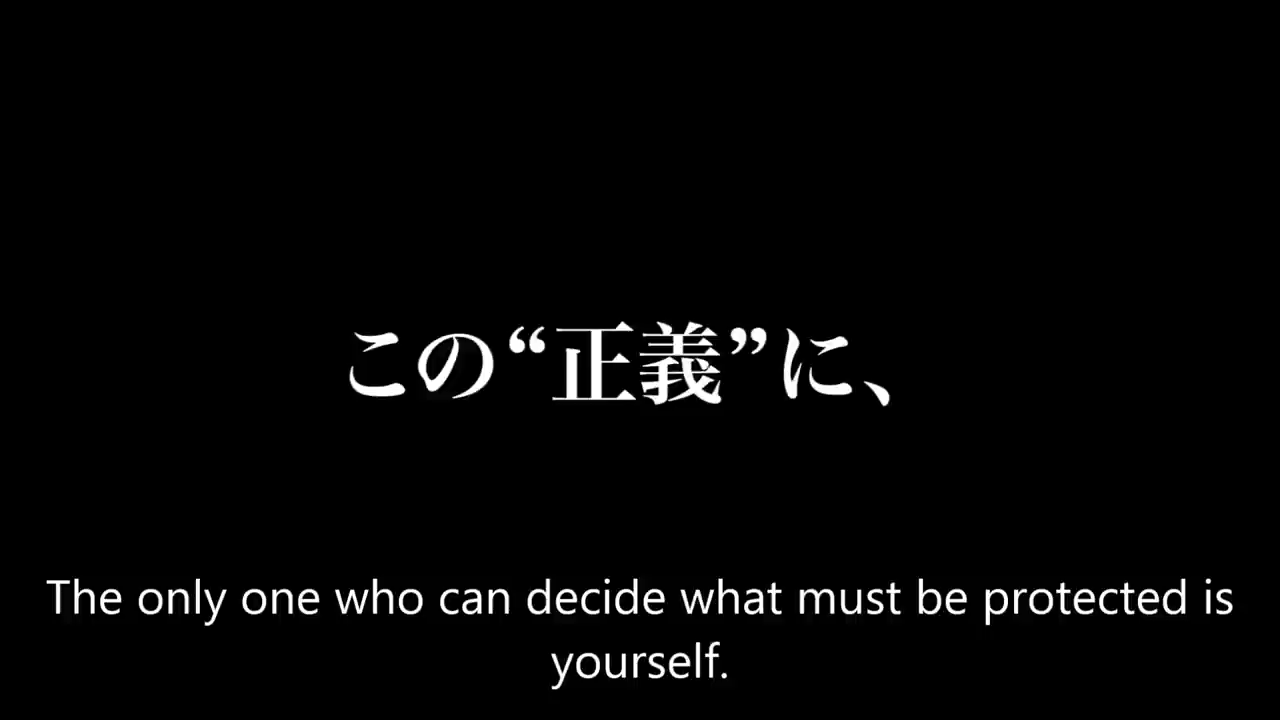 この“正義”に、
The only one who can decide what must be protected is
yourself.